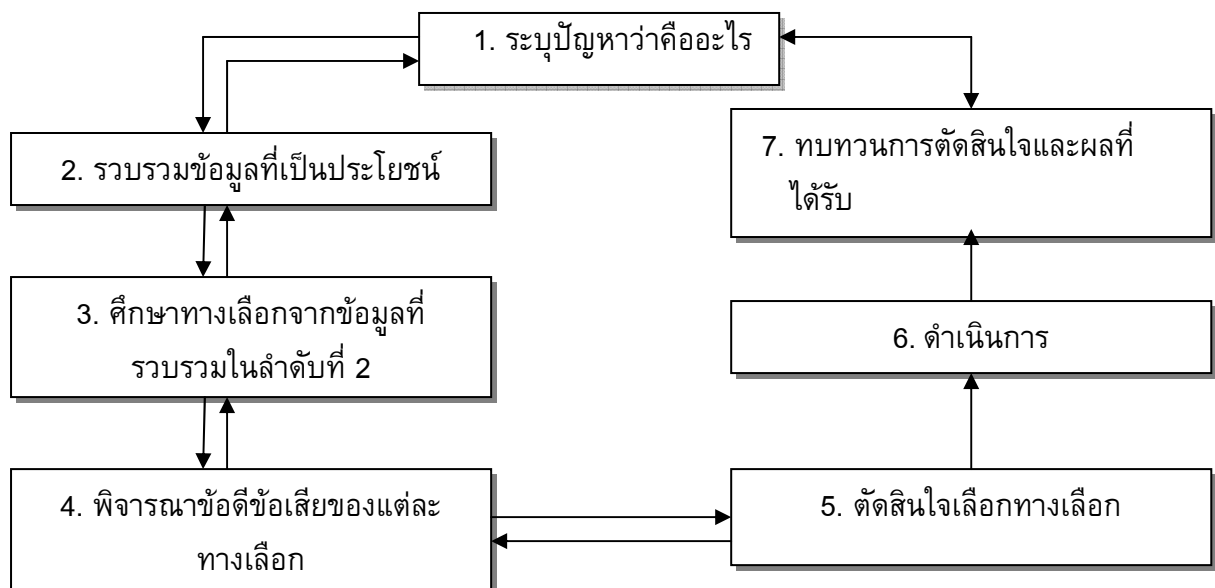 1. ระบุปัญหาว่าคืออะไร
2. รวบรวมข้อมูลที่เป็นประโยชน์
3. ศึกษาทางเลือกจากข้อมูลที่
รวบรวมในลำดับที่ 2
4. พิจารณาข้อดีข้อเสียของแต่ละ
ทางเลือก
5. ตัดสินใจเลือกทางเลือก
6. ดำเนินการ
7. ทบทวนการตัดสินใจและผลที่
ได้รับ